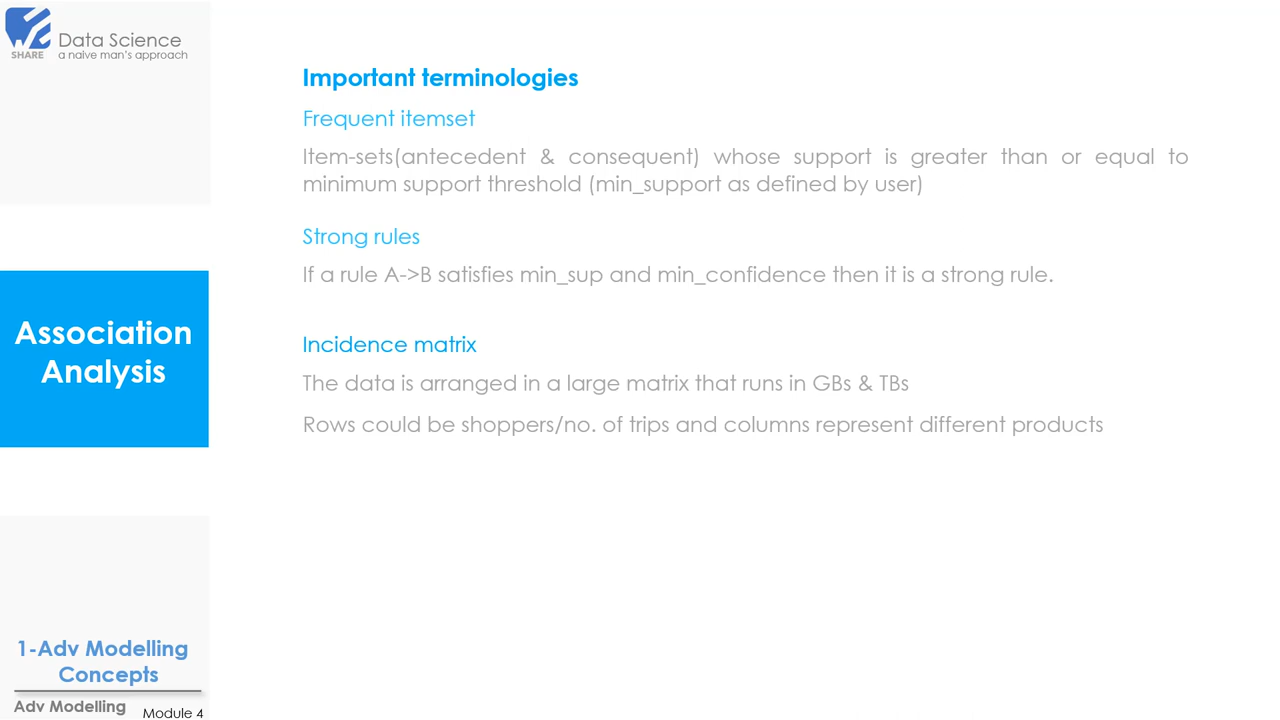 SHARE
Data Science
a naive man's approach
Important terminologies
Frequent itemset
Item-sets(antecedent & consequent) whose support is greater than or equal to
minimum support threshold (min_support as defined by user)
Strong rules
If a rule A->B satisfies min_sup and min_confidence then it is a strong rule.
Association
Analysis
Incidence matrix
The data is arranged in a large matrix that runs in GBs & TBs
Rows could be shoppers/no. of trips and columns represent different products
1-Adv Modelling
Concepts
Adv Modelling
Module 4